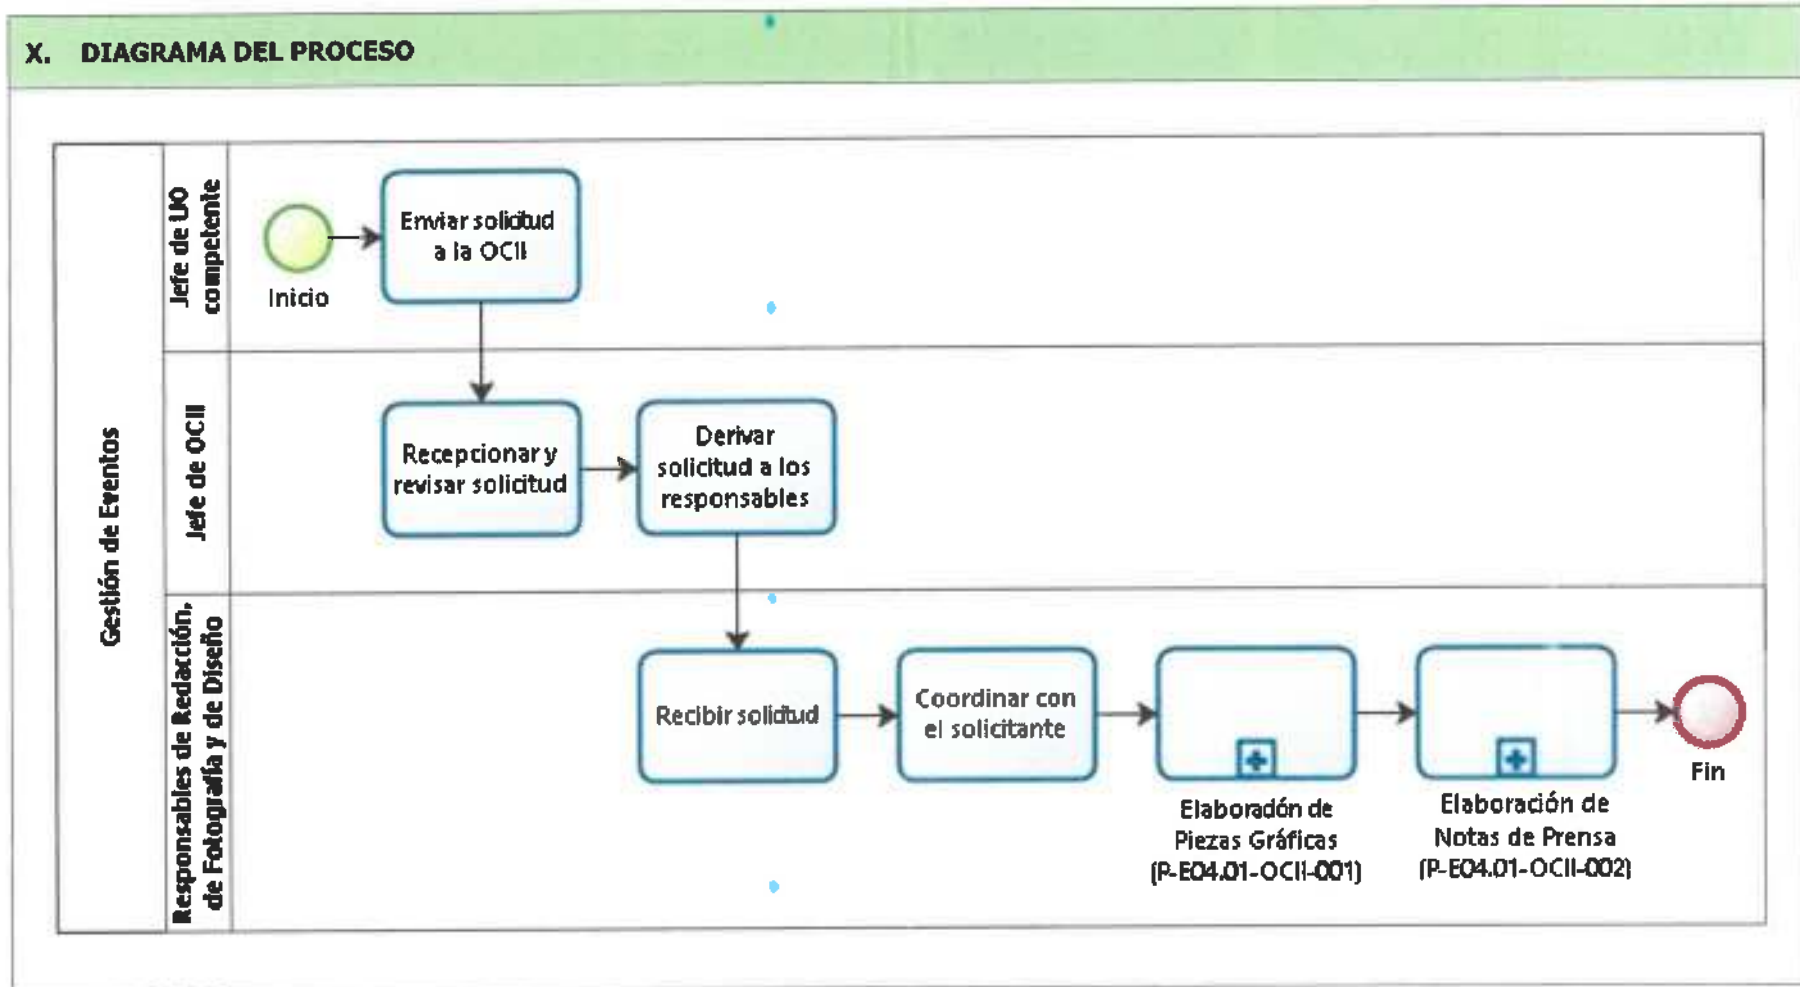 X. DIAGRAMA DEL PROCESO
Gestión de Eventos
Jefe de UO
competente
Inicio
Enviar solicitud
a la OCII
Jefe de OCII
Recepcionar y
revisar solicitud
Derivar
solicitud a los
responsables
Responsables de Redacción,
de Fotografía y de Diseño
Recibir solicitud
Coordinar con
el solicitante
Elaboración de
Piezas Gráficas
(P-E04.01-OCII-001)
Elaboración de
Notas de Prensa
(P-E04.01-OCII-002)
Fin